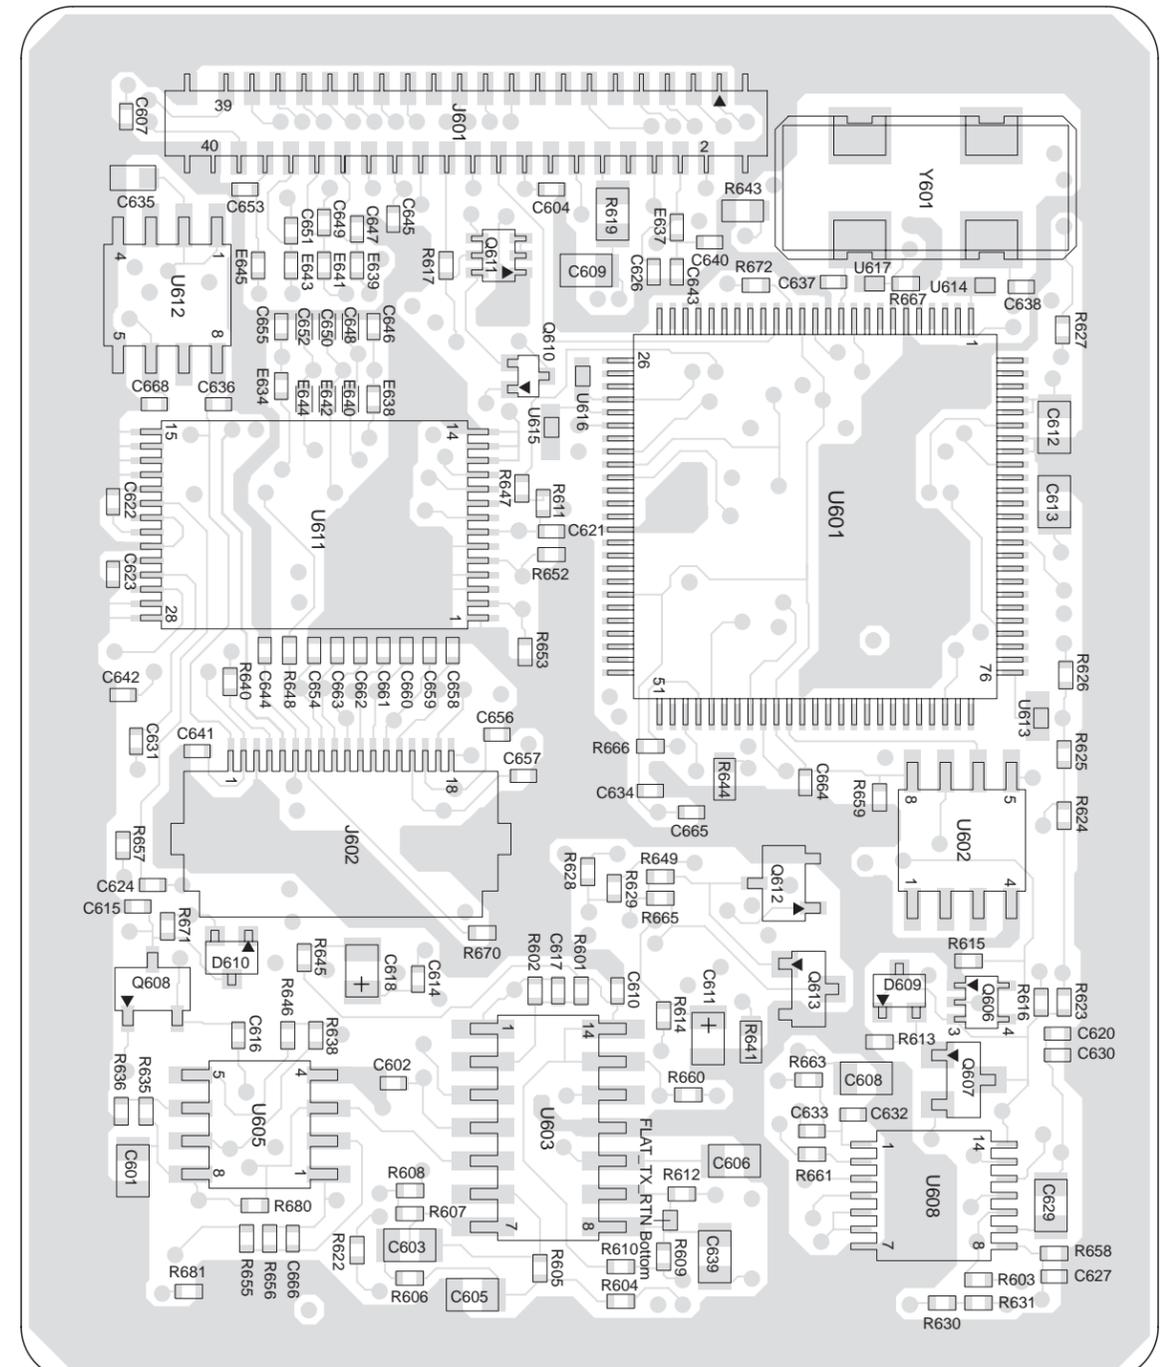 39
J601
40
2
C607
C635
C653
C604
R619
E637
R643
Y601
C651
C649
C647
C645
Q611
C640
4
1
U612
E645
E643
E641
E639
R617
C609
C626
C643
R672
C637
U617
R667
U614
C638
5
8
C655
C652
C650
C648
C646
Q610
26
1
R627
C668
C636
E634
E644
E642
E640
E638
U615
U616
C612
15
14
R647
R611
C613
C622
U611
C621
U601
R652
C623
28
1
R653
51
76
R626
C642
R640
C644
R648
C654
C663
C662
C661
C660
C659
C658
U613
C631
C641
C656
R666
R625
1
18
C657
C634
R644
C664
R659
8
5
R624
C665
R657
J602
U602
C624
R628
R649
Q612
1
4
C615
R629
R665
R671
R670
D610
R645
C618
+
C614
R602
C617
R601
C610
R615
Q608
R646
R638
R614
C611
+
R641
Q613
D609
Q606
R616
R623
C616
1
14
3
4
C620
R613
C630
R636
R635
5
4
C602
R660
R663
C608
Q607
U605
U603
FLAT_TX_RTN Bottom
C633
C632
1
14
C601
8
1
R608
C606
R661
R612
U608
C629
R680
R607
7
8
R655
R656
C666
R622
C603
R605
R610
R609
C639
7
8
R658
R681
R606
C605
R604
R603
C627
R630
R631